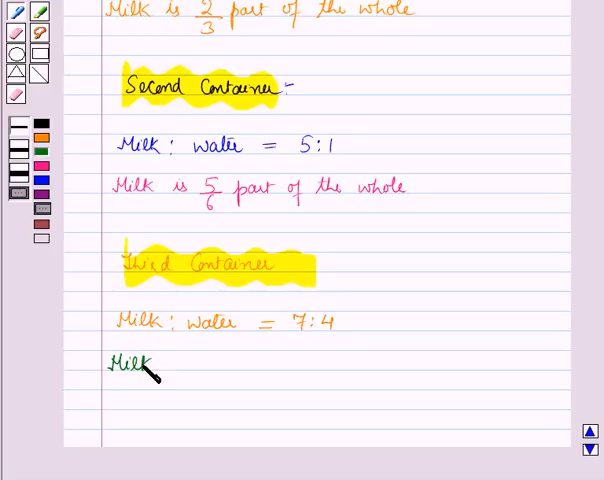 Milk is 2/3 part of the whole
Second Container:-
Milk: Water = 5:1
Milk is 5/6 part of the whole
Third Container
Milk: Water = 7:4
Milk